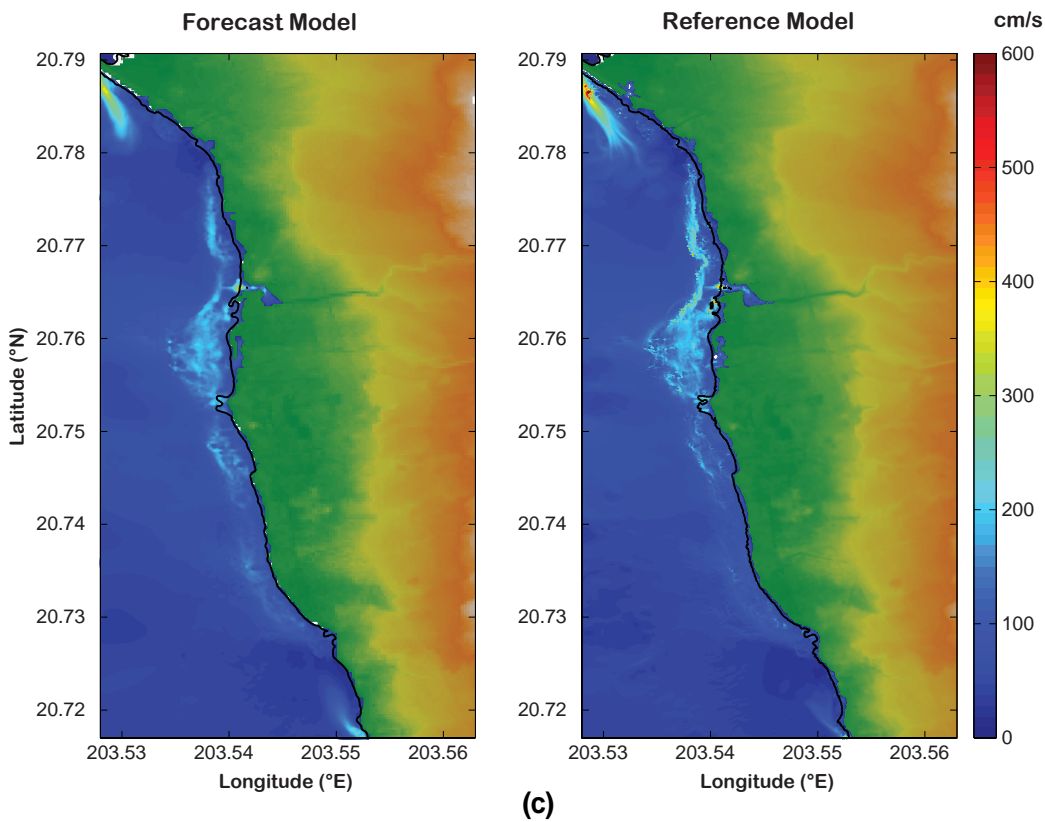 Forecast Model
Reference Model
cm/s
Latitude (°N)
20.79
20.78
20.77
20.76
20.75
20.74
20.73
20.72
203.53 203.54 203.55 203.56
Longitude (°E)
20.79
20.78
20.77
20.76
20.75
20.74
20.73
20.72
203.53 203.54 203.55 203.56
Longitude (°E)
600
500
400
300
200
100
0
(c)